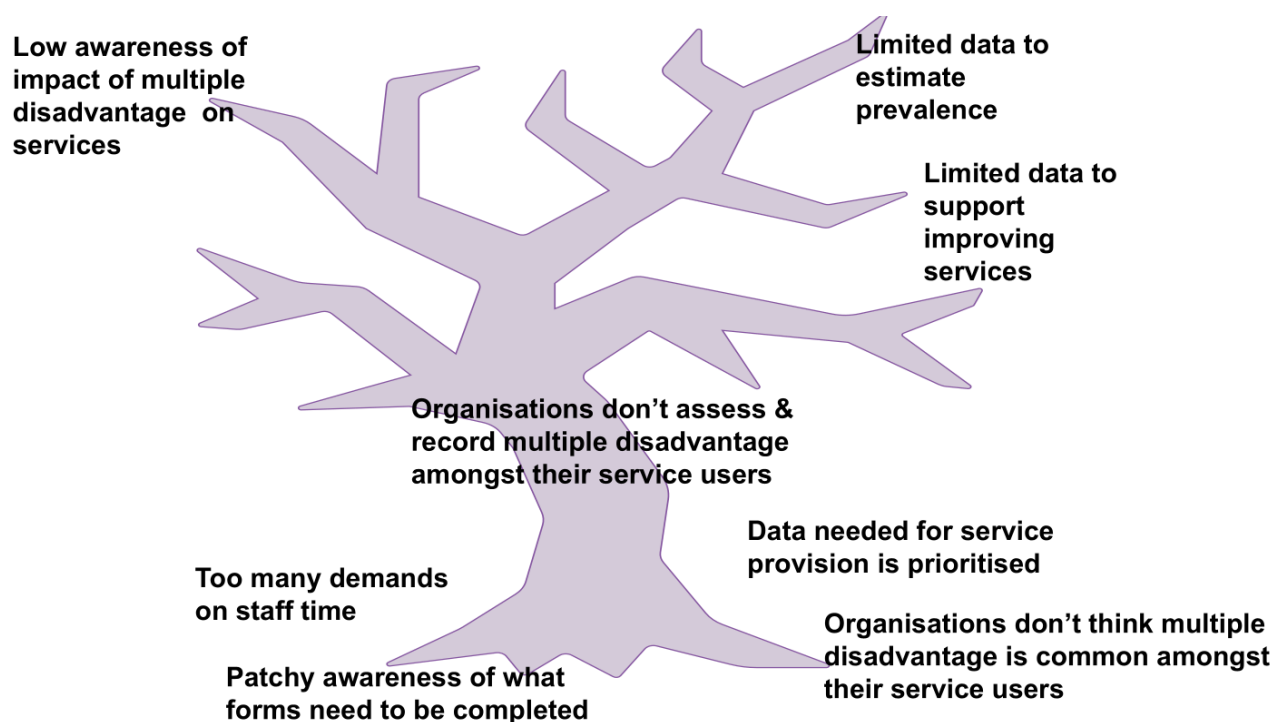 Low awareness of
impact of multiple
disadvantage on
services
Limited data to
estimate
prevalence
Limited data to
support
improving
services
Organisations don’t assess &
record multiple disadvantage
amongst their service users
Data needed for service
provision is prioritised
Too many demands
on staff time
Organisations don’t think multiple
disadvantage is common amongst
their service users
Patchy awareness of what
forms need to be completed